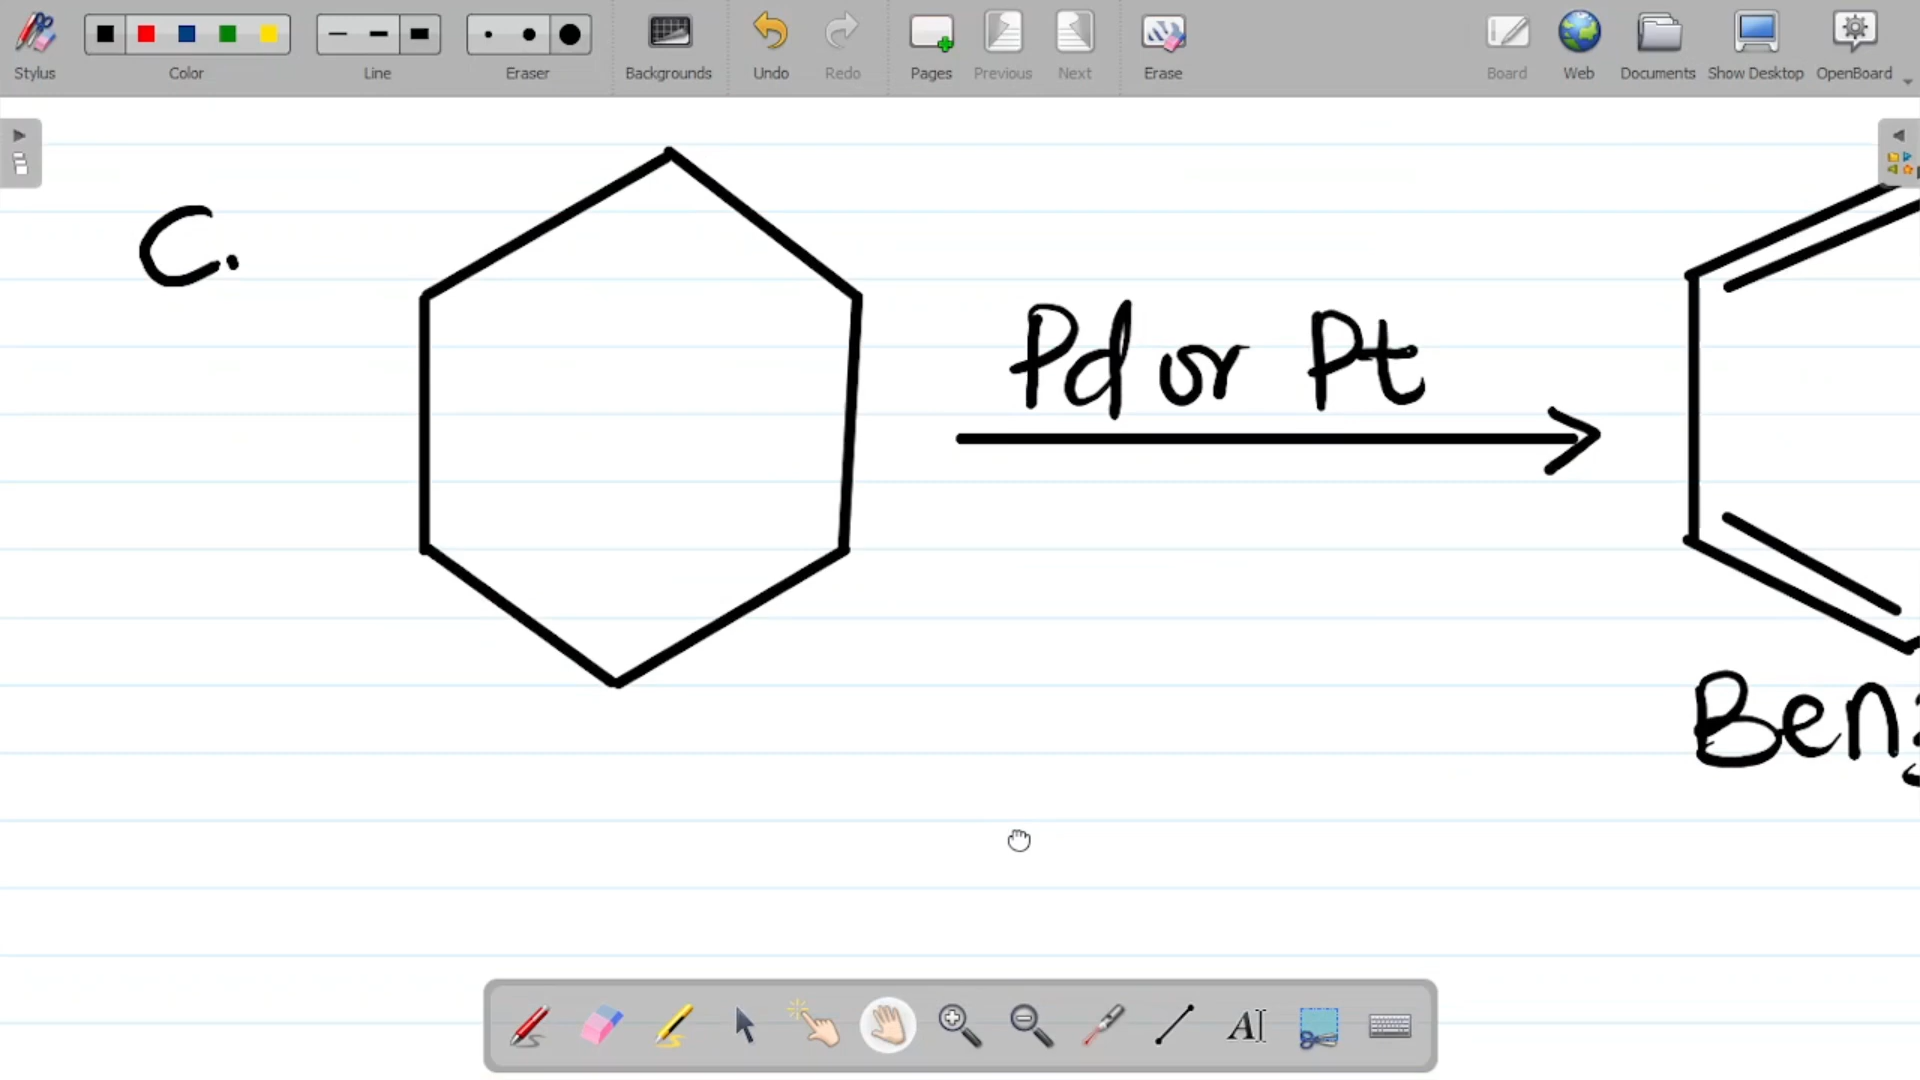 Stylus
Color
Line
Eraser
Backgrounds
Undo
Redo
Pages
Previous
Next
Erase
Board
Web
Documents
Show Desktop
OpenBoard
C.
Pd or Pt
A